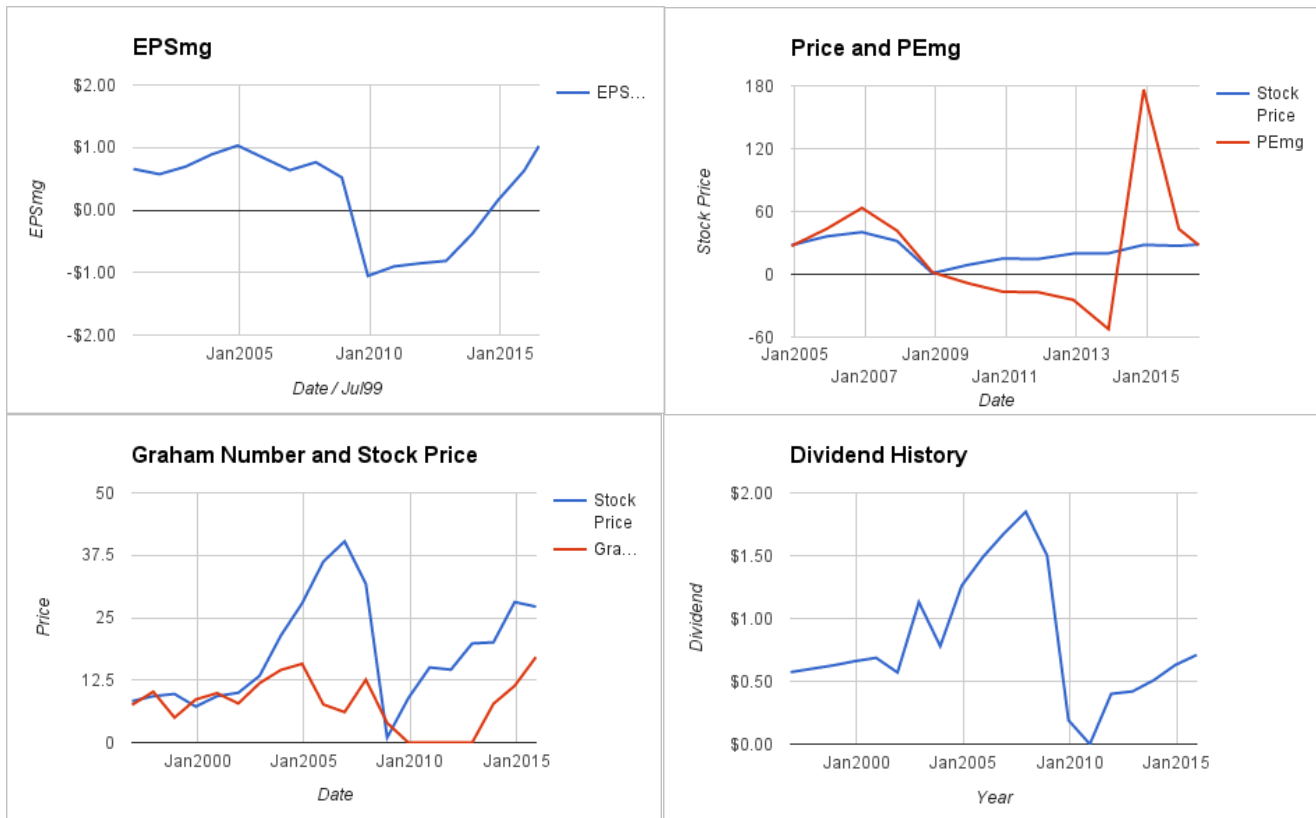 EPSmg
$2.00
$1.00
$0.00
-$1.00
-$2.00
EPSmg
EPS...
Jan2005 Jan2010 Jan2015
Date / Jul99
Price and PEmg
180
120
60
0
-60
Stock Price
Stock
Price
PEmg
Jan2005 Jan2009 Jan2013
Jan2007 Jan2011 Jan2015
Date
Graham Number and Stock Price
50
37.5
25
12.5
0
Price
Stock
Price
Gra...
Jan2000 Jan2005 Jan2010 Jan2015
Date
Dividend History
$2.00
$1.50
$1.00
$0.50
$0.00
Dividend
Jan2000 Jan2005 Jan2010 Jan2015
Year